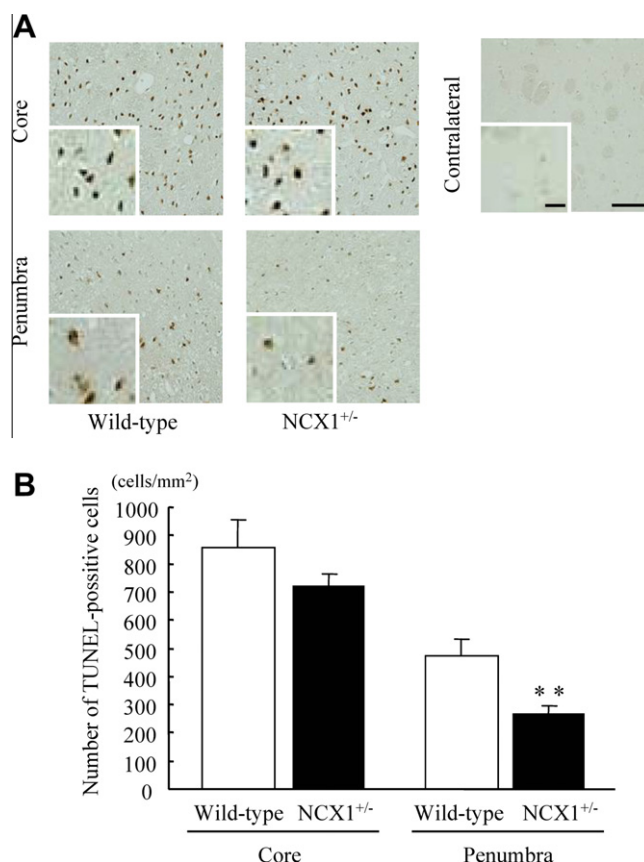 A
Core
Contralateral
Penumbra
Wild-type
NCX1+/-
B
(cells/mm2)
Number of TUNEL-possitive cells
1000
900
800
700
600
500
400
300
200
100
0
* *
Wild-type NCX1+/- Wild-type NCX1+/-
Core Penumbra